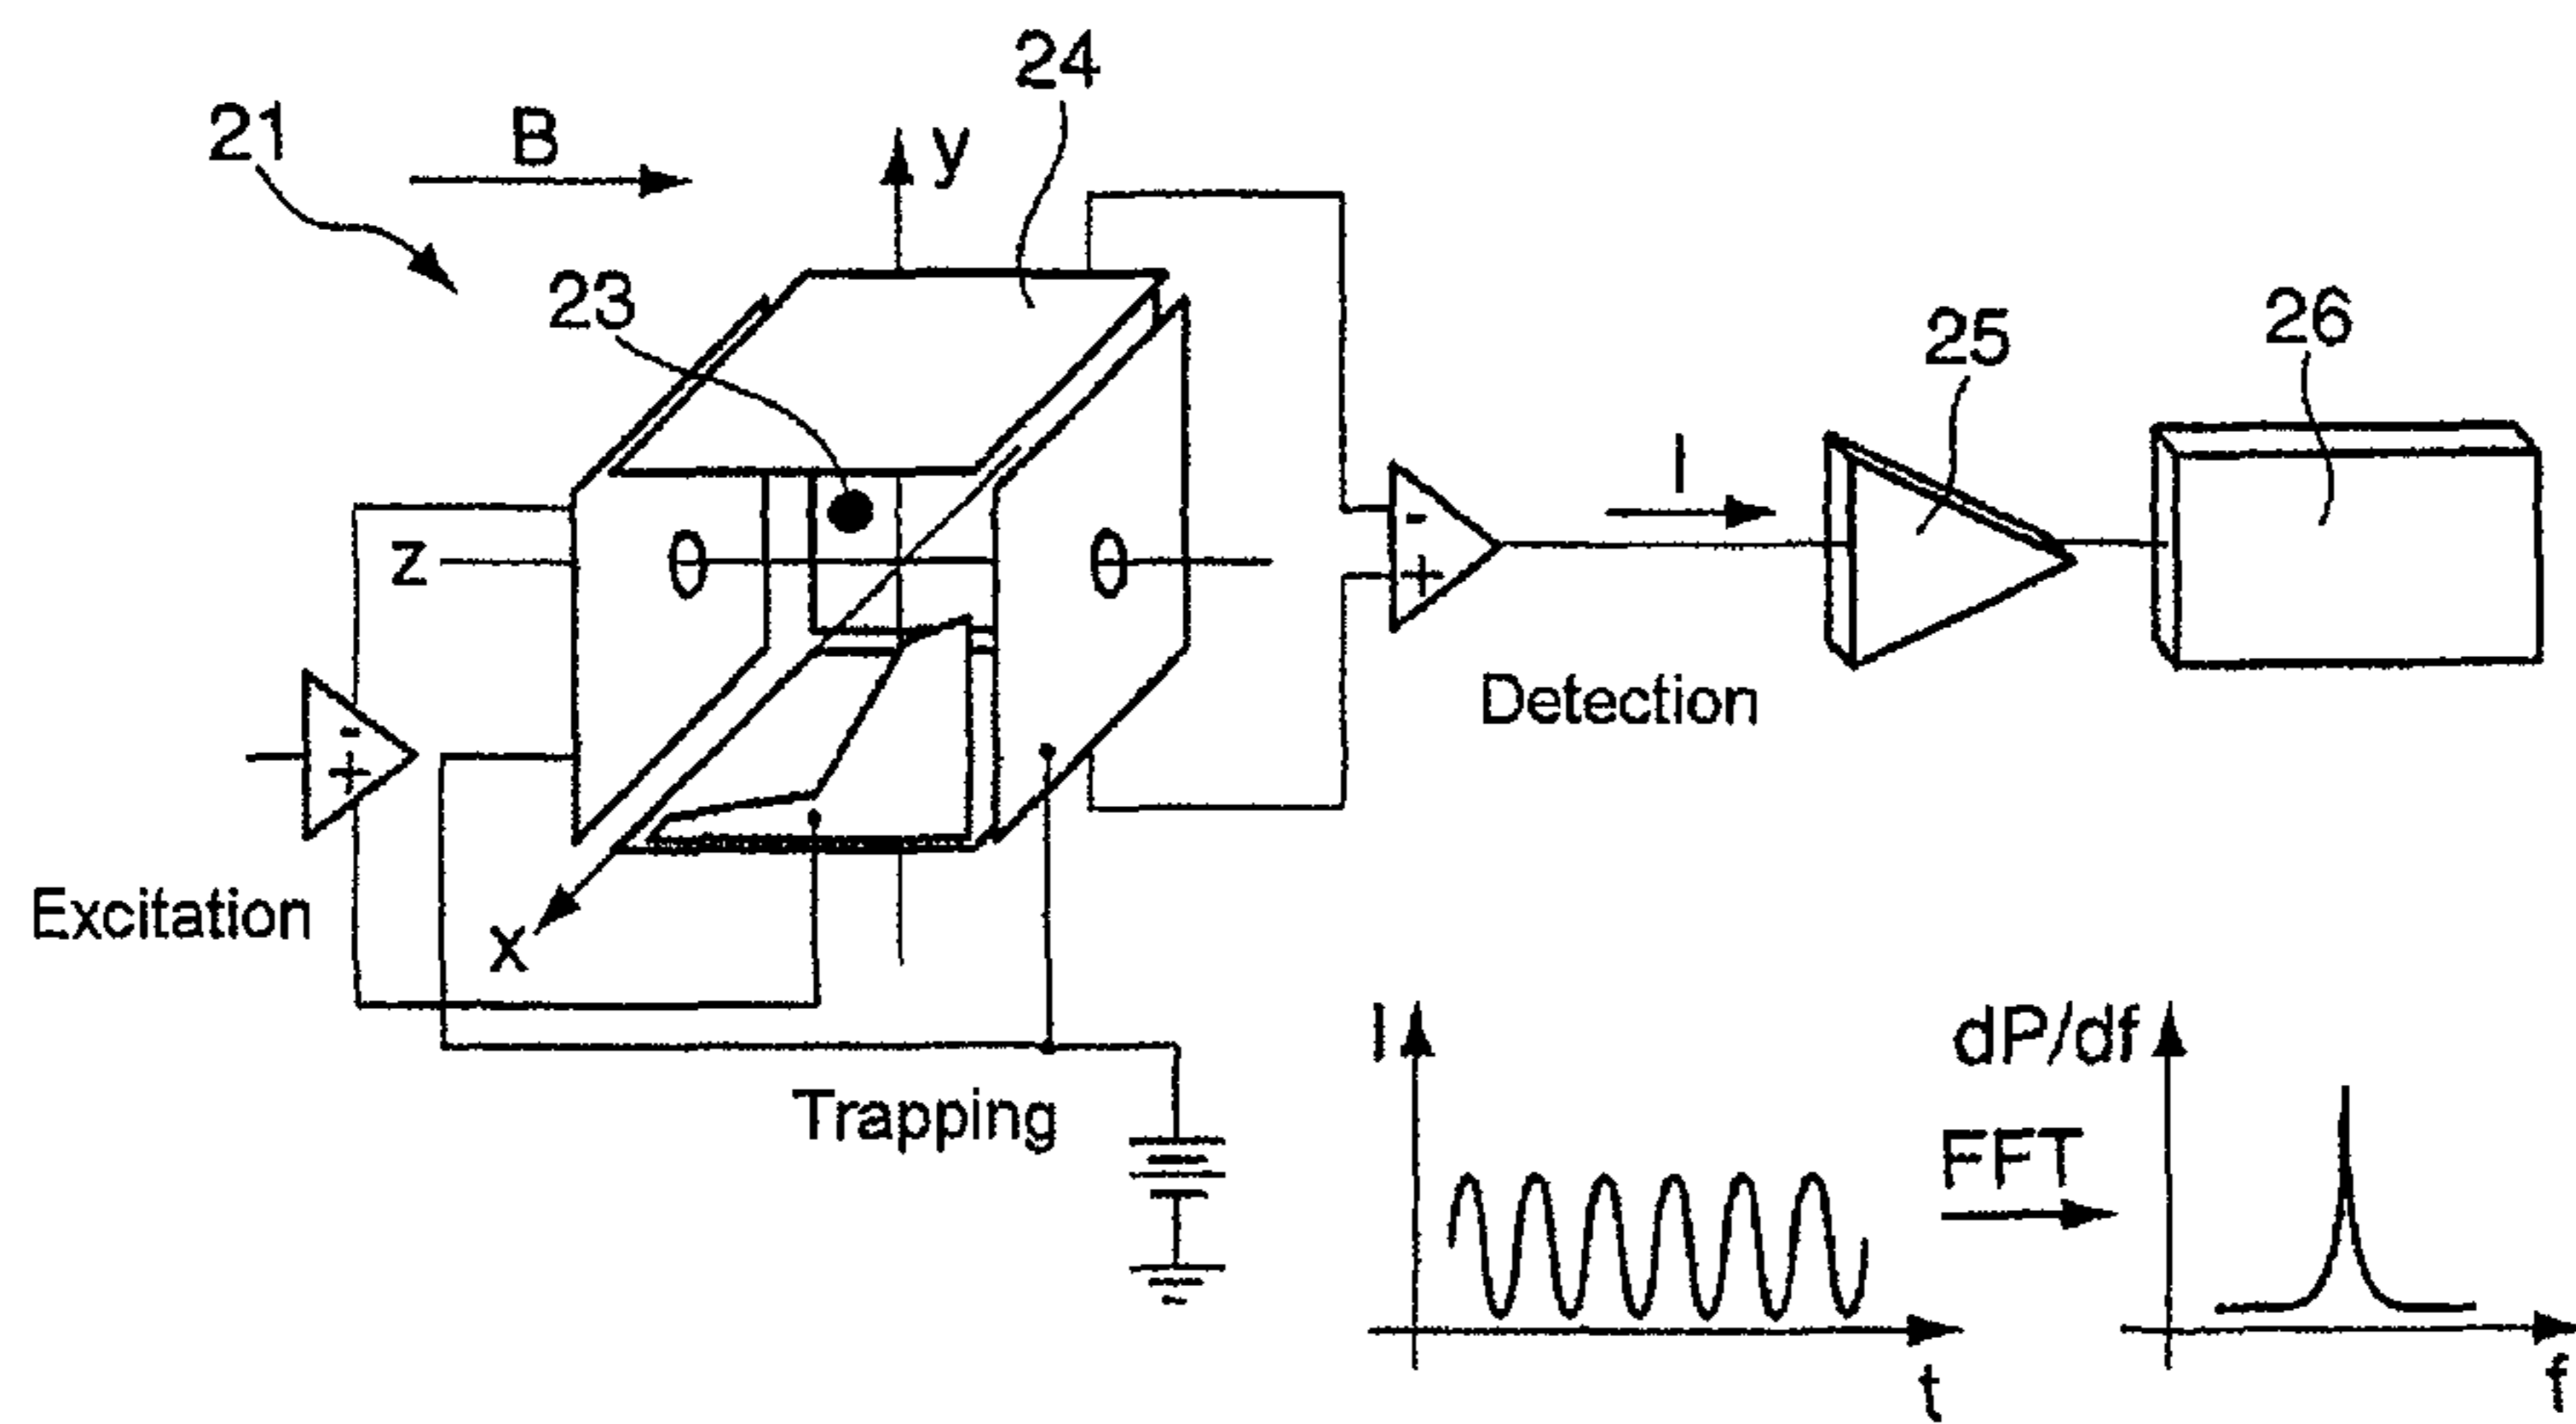 24
21
B
y
23
25
26
I
z
-
+
Detection
-
+
Excitation
x
Trapping
I
dP/df
FFT
t
f